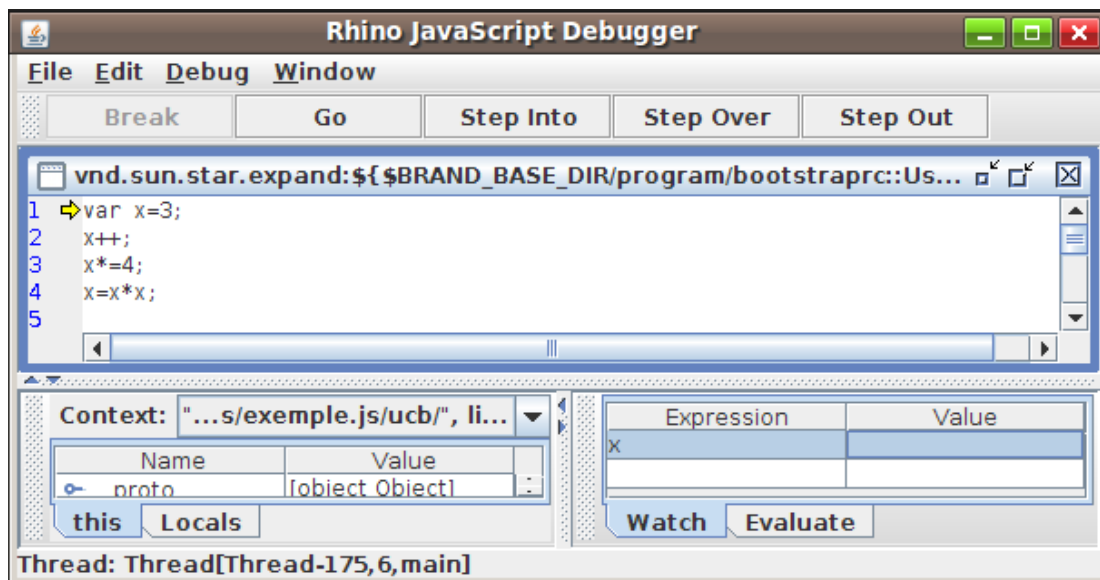 Rhino JavaScript Debugger
File Edit Debug Window
Break Go Step Into Step Over Step Out
vnd.sun.star.expand:${$BRAND_BASE_DIR/program/bootstraprc::Us...
1 var x=3;
2 x++;
3 x*=4;
4 x=x*x;
5
Context: "...s/exemple.js/ucb/", li...
Name Value
proto [object Object]
this Locals
Expression Value
x
Watch Evaluate
Thread: Thread[Thread-175,6,main]